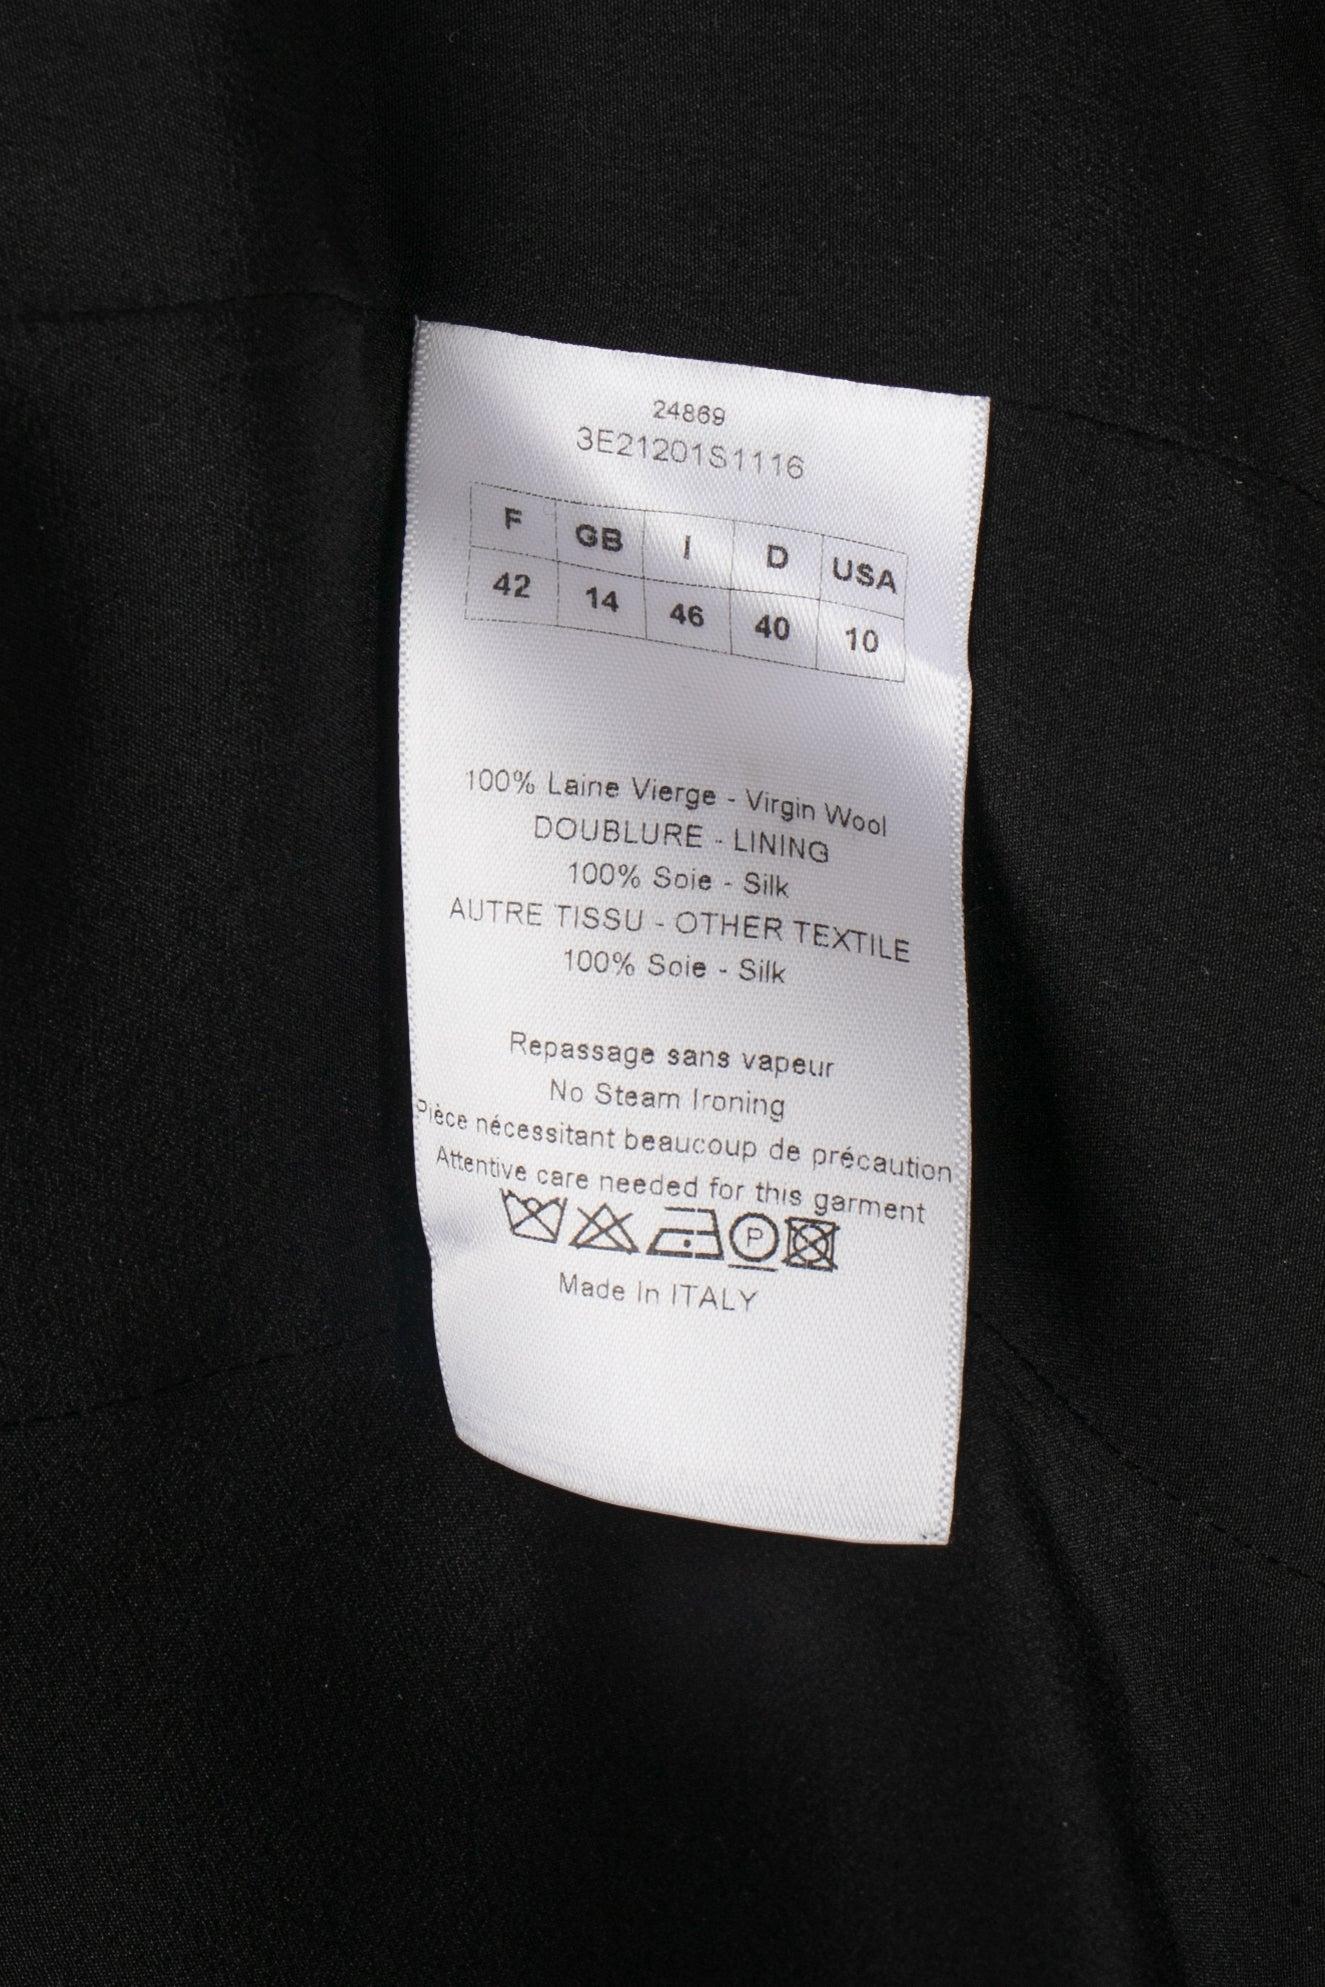 24869
3E21201S1116
F GB I D USA
42 14 46 40 10
100% Laine Vierge - Virgin Wool
DOUBLURE - LINING
100% Soie - Silk
AUTRE TISSU - OTHER TEXTILE
100% Soie - Silk
Repassage sans vapeur
No Steam Ironing
Pièce nécessitant beaucoup de précaution
Attentive care needed for this garment
P
Made In ITALY